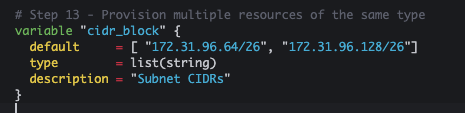 # Step 13 - Provision multiple resources of the same type
variable "cidr_block" {
  default     = [ "172.31.96.64/26", "172.31.96.128/26"]
  type        = list(string)
  description = "Subnet CIDRs"
}